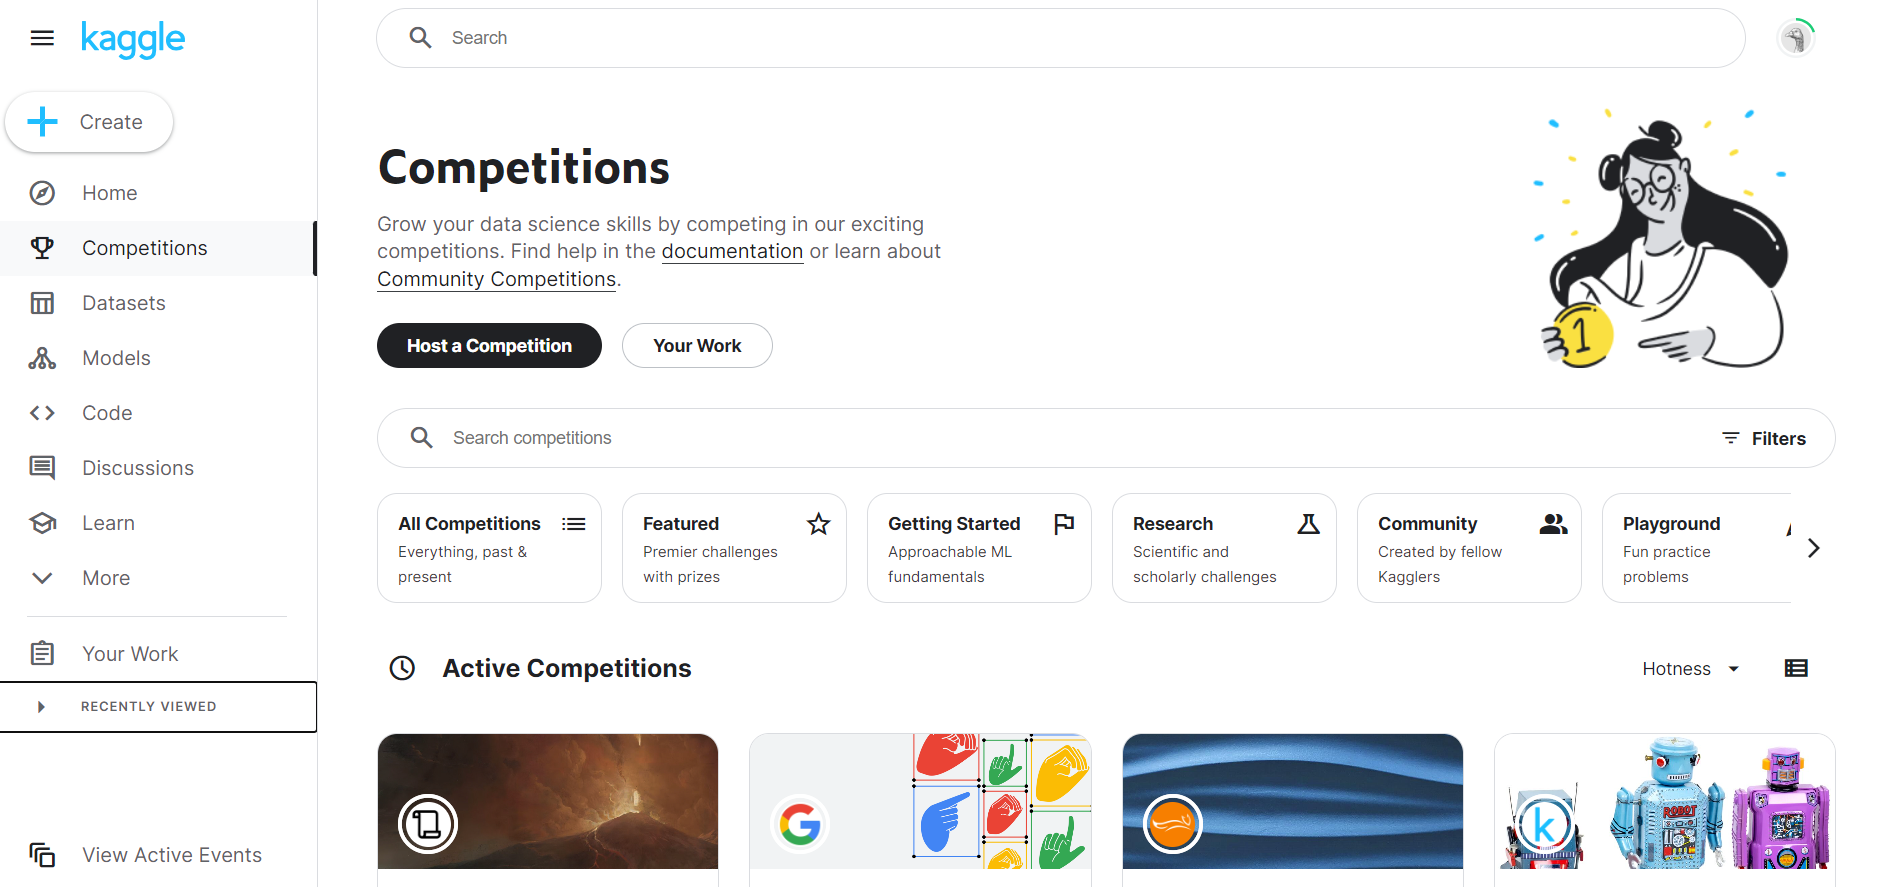 kaggle
Search
Create
Home
Competitions
Datasets
Models
Code
Discussions
Learn
More
Your Work
RECENTLY VIEWED
View Active Events
Competitions
Grow your data science skills by competing in our exciting
competitions. Find help in the documentation or learn about
Community Competitions.
Host a Competition
Your Work
1
Search competitions
Filters
All Competitions
Everything, past &
present
Featured
Premier challenges
with prizes
Getting Started
Approachable ML
fundamentals
Research
Scientific and
scholarly challenges
Community
Created by fellow
Kagglers
Playground
Fun practice
problems
Active Competitions
Hotness
G
k
ROBOT